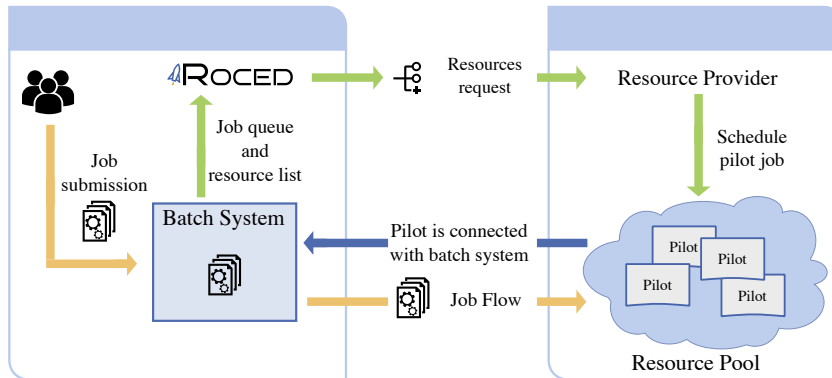 ROCED
Resources
request
Resource Provider
Job queue
and
resource list
Schedule
pilot job
Job
submission
Batch System
Pilot is connected
with batch system
Pilot
Pilot
Pilot
Pilot
Job Flow
Resource Pool